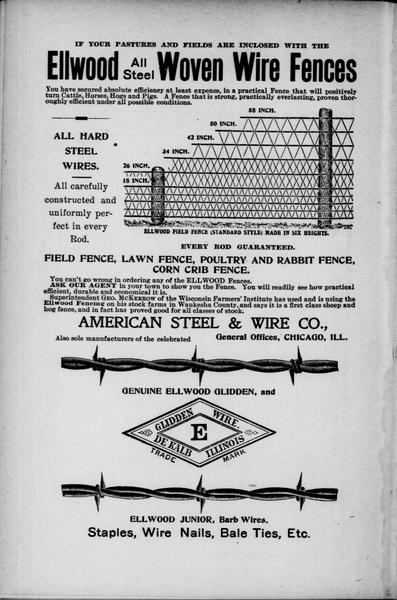 IF YOUR PASTURES AND FIELDS ARE INCLOSED WITH THE
Ellwood All Steel Woven Wire Fences
You have secured absolute efficiency at least expense, in a practical Fence that will positively
turn Cattle, Horses, Hogs and Pigs. A Fence that is strong, practically everlasting, proven thor-
oughly efficient under all possible conditions.
ALL HARD
STEEL
WIRES.
All carefully
constructed and
uniformly per-
fect in every
Rod.
58 INCH.
50 INCH.
42 INCH.
34 INCH.
26 INCH.
18 INCH.
ELLWOOD FIELD FENCE (STANDARD STYLE) MADE IN SIX HEIGHTS.
EVERY ROD GUARANTEED.
FIELD FENCE, LAWN FENCE, POULTRY AND RABBIT FENCE,
CORN CRIB FENCE.
You can't go wrong in ordering any of the ELLWOOD Fences.
ASK OUR AGENT in your town to show you the Fence. You will readily see how practical
efficient, durable and economical it is.
Superintendent GEO. McKERROW of the Wisconsin Farmers' Institute has used and is using the
Ellwood Fencing on his stock farms in Waukesha County, and says it is a first class sheep and
hog fence, and in fact has proved good for all classes of stock.
AMERICAN STEEL & WIRE CO.,
Also sole manufacturers of the celebrated
General Offices, CHICAGO, ILL.
GENUINE ELLWOOD GLIDDEN, and
GLIDDEN WIRE.
E
DE KALB ILLINOIS
TRADE MARK
ELLWOOD JUNIOR, Barb Wires.
Staples, Wire Nails, Bale Ties, Etc.